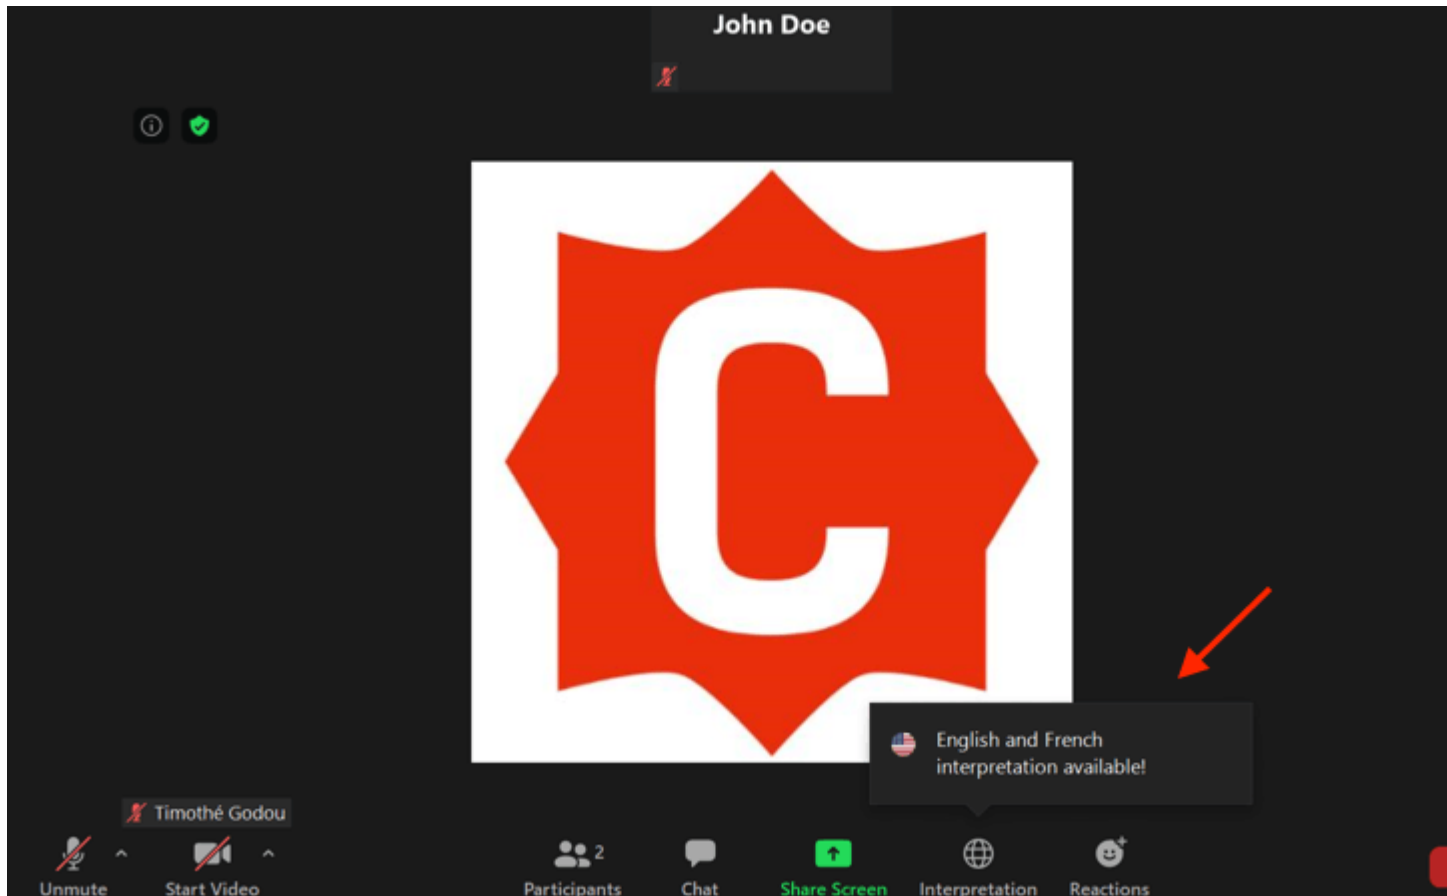 John Doe
C
English and French
interpretation available!
Timothé Godou
2
Unmute
Start Video
Participants
Chat
Share Screen
Interpretation
Reactions